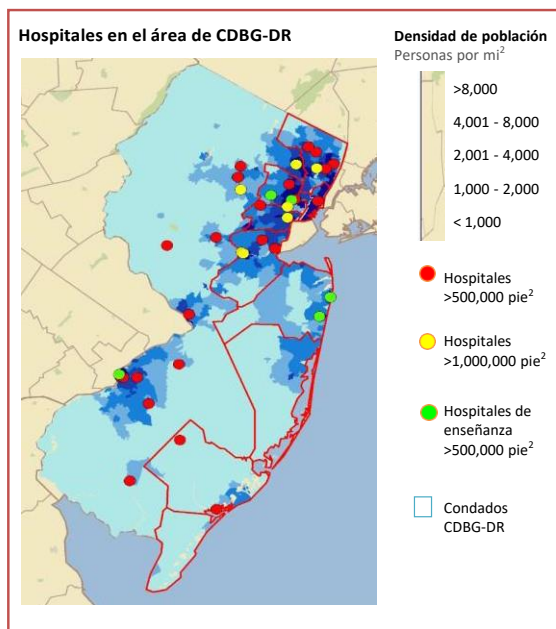 Hospitales en el área de CDBG-DR
Densidad de población
Personas por mi²
>8,000
4,001 - 8,000
2,001 - 4,000
1,000 - 2,000
< 1,000
Hospitales
>500,000 pie²
Hospitales
>1,000,000 pie²
Hospitales de
enseñanza
>500,000 pie²
Condados
CDBG-DR